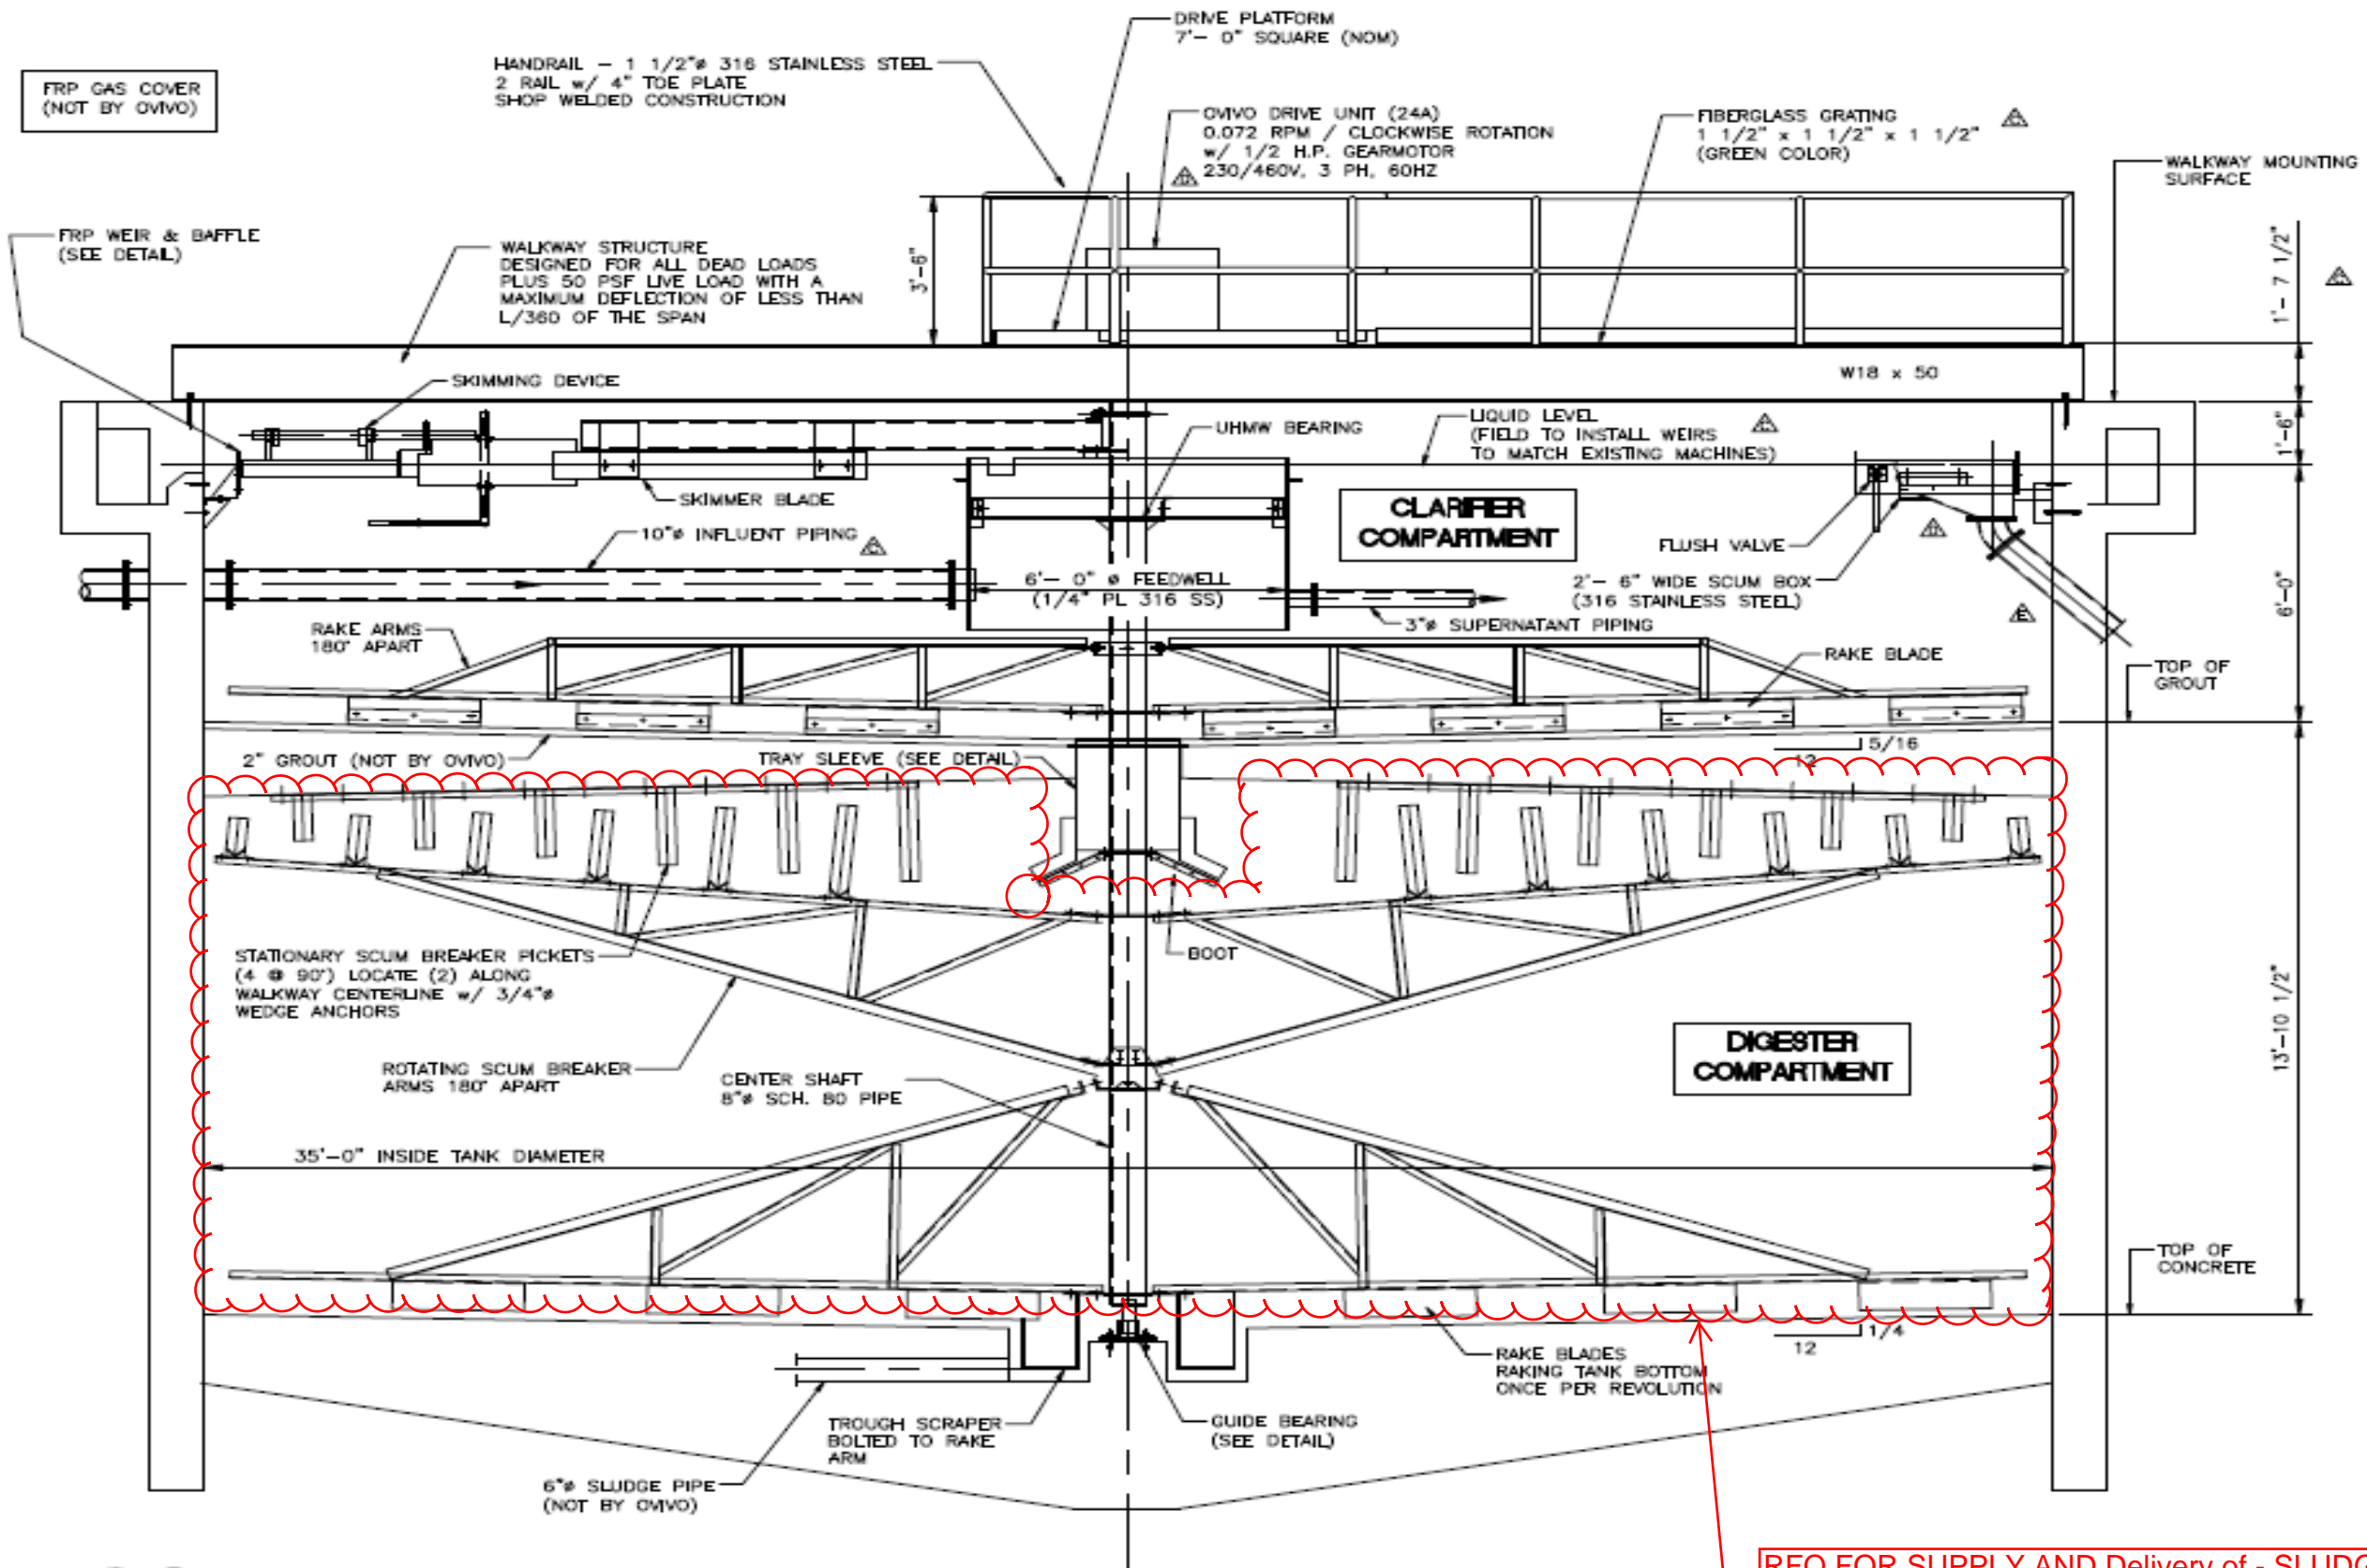 DRIVE PLATFORM
7'- 0" SQUARE (NOM)
HANDRAIL - 1 1/2"ø 316 STAINLESS STEEL
2 RAIL w/ 4" TOE PLATE
SHOP WELDED CONSTRUCTION
FRP GAS COVER
(NOT BY OVIVO)
OVIVO DRIVE UNIT (24A)
0.072 RPM / CLOCKWISE ROTATION
w/ 1/2 H.P. GEARMOTOR
230/460V, 3 PH, 60HZ
FIBERGLASS GRATING
1 1/2" x 1 1/2" x 1 1/2"
(GREEN COLOR)
WALKWAY MOUNTING
SURFACE
FRP WEIR & BAFFLE
(SEE DETAIL)
WALKWAY STRUCTURE
DESIGNED FOR ALL DEAD LOADS
PLUS 50 PSF LIVE LOAD WITH A
MAXIMUM DEFLECTION OF LESS THAN
L/360 OF THE SPAN
3'-6"
1'- 7 1/2"
SKIMMING DEVICE
W18 x 50
UHMW BEARING
LIQUID LEVEL
(FIELD TO INSTALL WEIRS
TO MATCH EXISTING MACHINES)
1'-6"
SKIMMER BLADE
CLARIFIER
COMPARTMENT
10"ø INFLUENT PIPING
FLUSH VALVE
6'- 0" ø FEEDWELL
(1/4" PL 316 SS)
2'- 6" WIDE SCUM BOX
(316 STAINLESS STEEL)
E
6'-0"
3"ø SUPERNATANT PIPING
RAKE ARMS
180° APART
RAKE BLADE
TOP OF
GROUT
2" GROUT (NOT BY OVIVO)
TRAY SLEEVE (SEE DETAIL)
5/16
12
STATIONARY SCUM BREAKER PICKETS
(4 @ 90°) LOCATE (2) ALONG
WALKWAY CENTERLINE w/ 3/4"ø
WEDGE ANCHORS
BOOT
13'-10 1/2"
DIGESTER
COMPARTMENT
ROTATING SCUM BREAKER
ARMS 180° APART
CENTER SHAFT
8"ø SCH. 80 PIPE
35'-0" INSIDE TANK DIAMETER
TOP OF
CONCRETE
1/4
12
RAKE BLADES
RAKING TANK BOTTOM
ONCE PER REVOLUTION
TROUGH SCRAPER
BOLTED TO RAKE
ARM
GUIDE BEARING
(SEE DETAIL)
6"ø SLUDGE PIPE
(NOT BY OVIVO)
RFQ FOR SUPPLY AND Delivery of - SLUDG